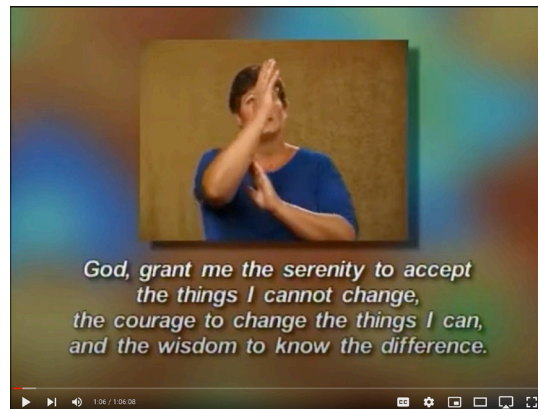 God, grant me the serenity to accept
the things I cannot change,
the courage to change the things I can,
and the wisdom to know the difference.
1:06 / 1:06:08
CC